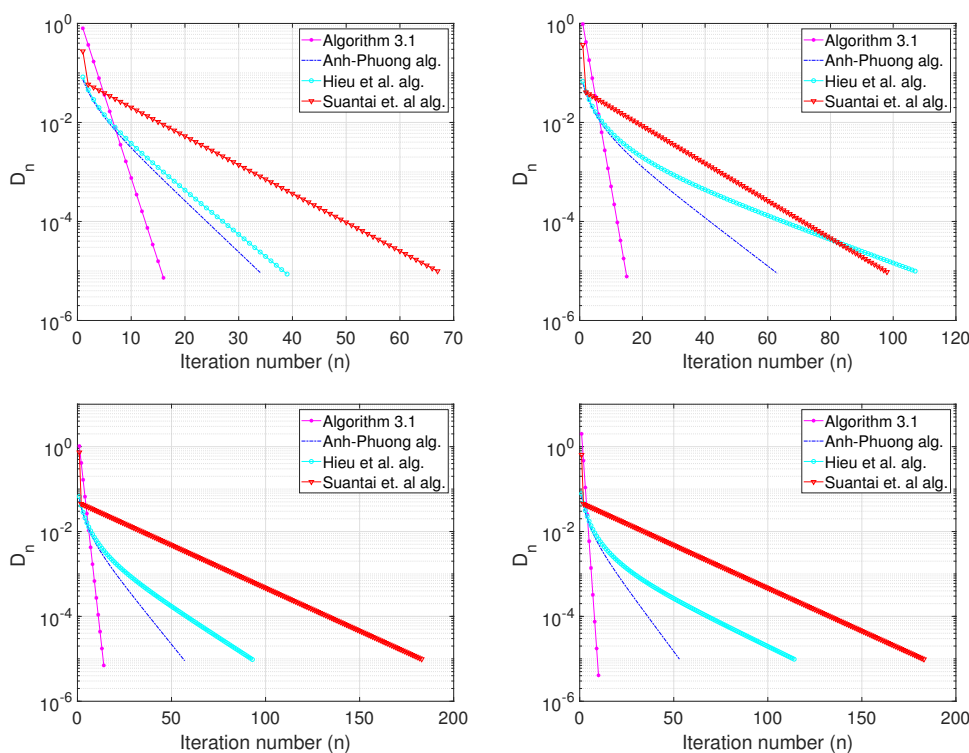 10^0
10^-2
10^-4
10^-6
D_n
0 10 20 30 40 50 60 70
Iteration number (n)
Algorithm 3.1
Anh-Phuong alg.
Hieu et al. alg.
Suantai et. al alg.
10^0
10^-2
10^-4
10^-6
D_n
0 20 40 60 80 100 120
Iteration number (n)
Algorithm 3.1
Anh-Phuong alg.
Hieu et al. alg.
Suantai et. al alg.
10^0
10^-2
10^-4
10^-6
D_n
0 50 100 150 200
Iteration number (n)
Algorithm 3.1
Anh-Phuong alg.
Hieu et al. alg.
Suantai et. al alg.
10^0
10^-2
10^-4
10^-6
D_n
0 50 100 150 200
Iteration number (n)
Algorithm 3.1
Anh-Phuong alg.
Hieu et al. alg.
Suantai et. al alg.